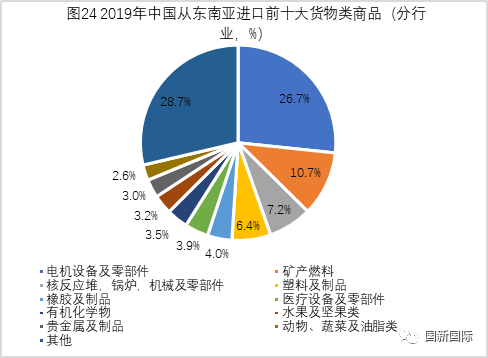 图24 2019年中国从东南亚进口前十大货物类商品（分行
业，%）
26.7%
10.7%
7.2%
6.4%
4.0%
3.9%
3.5%
3.2%
3.0%
2.6%
28.7%
电机设备及零部件
矿产燃料
核反应堆、锅炉、机械及零部件
塑料及制品
橡胶及制品
医疗设备及零部件
有机化学物
水果及坚果类
贵金属及制品
动物、蔬菜及油脂类
其他
国新国际